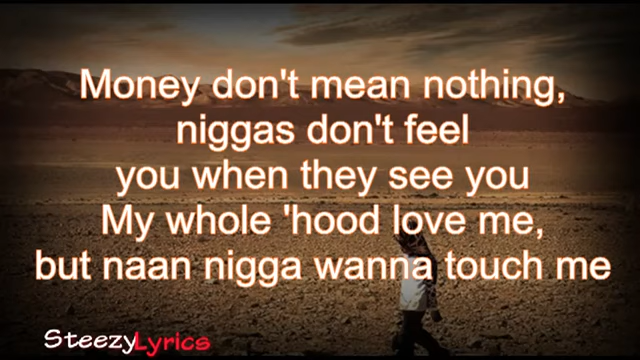 Money don't mean nothing,
niggas don't feel
you when they see you
My whole 'hood love me,
but naan nigga wanna touch me
SteezyLyrics